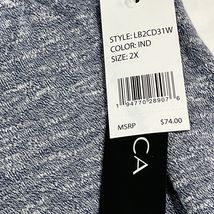 STYLE: LB2CD31W
COLOR: IND
SIZE: 2X
1 94770 28907 6
MSRP $74.00
CA